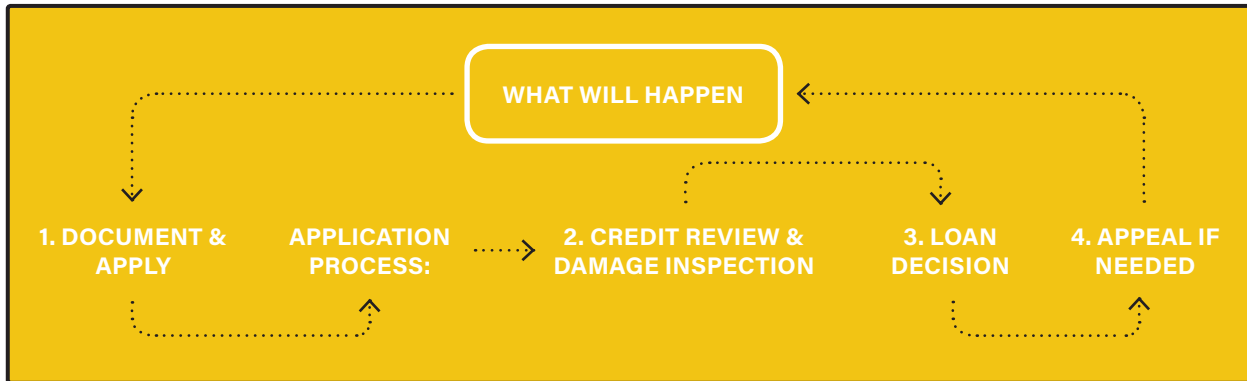 WHAT WILL HAPPEN
1. DOCUMENT &
APPLY
APPLICATION
PROCESS:
2. CREDIT REVIEW &
DAMAGE INSPECTION
3. LOAN
DECISION
4. APPEAL IF
NEEDED